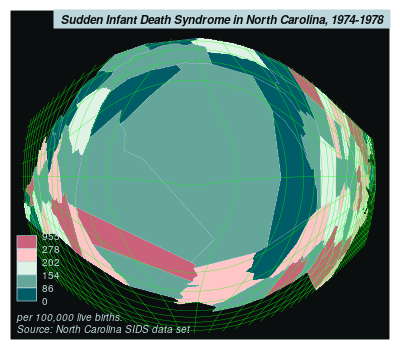 Sudden Infant Death Syndrome in North Carolina, 1974-1978
955
278
202
154
86
0
per 100,000 live births.
Source: North Carolina SIDS data set